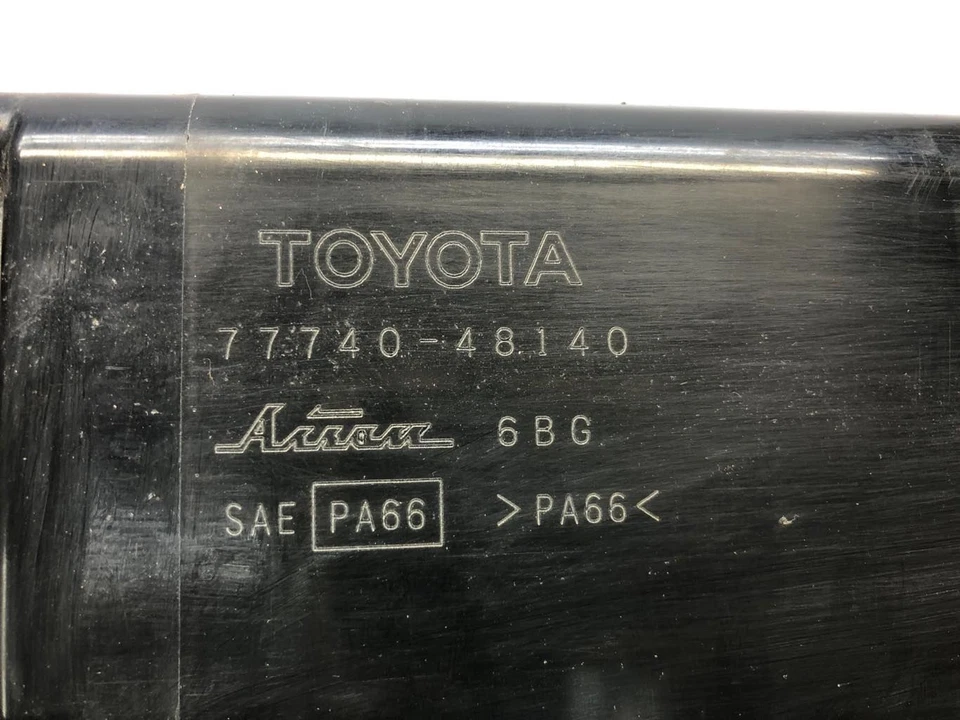 TOYOTA
77740-48140
Aisan 6BG
SAE PA66 >PA66<